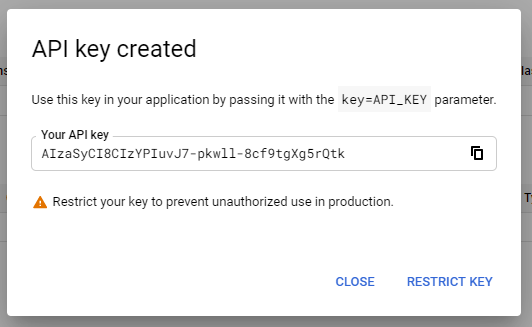 API key created
Use this key in your application by passing it with the key=API_KEY parameter.
Your API key
AIzaSyCI8CIzYPIuvJ7-pkwll-8cf9tgXg5rQtk
Restrict your key to prevent unauthorized use in production.
CLOSE RESTRICT KEY